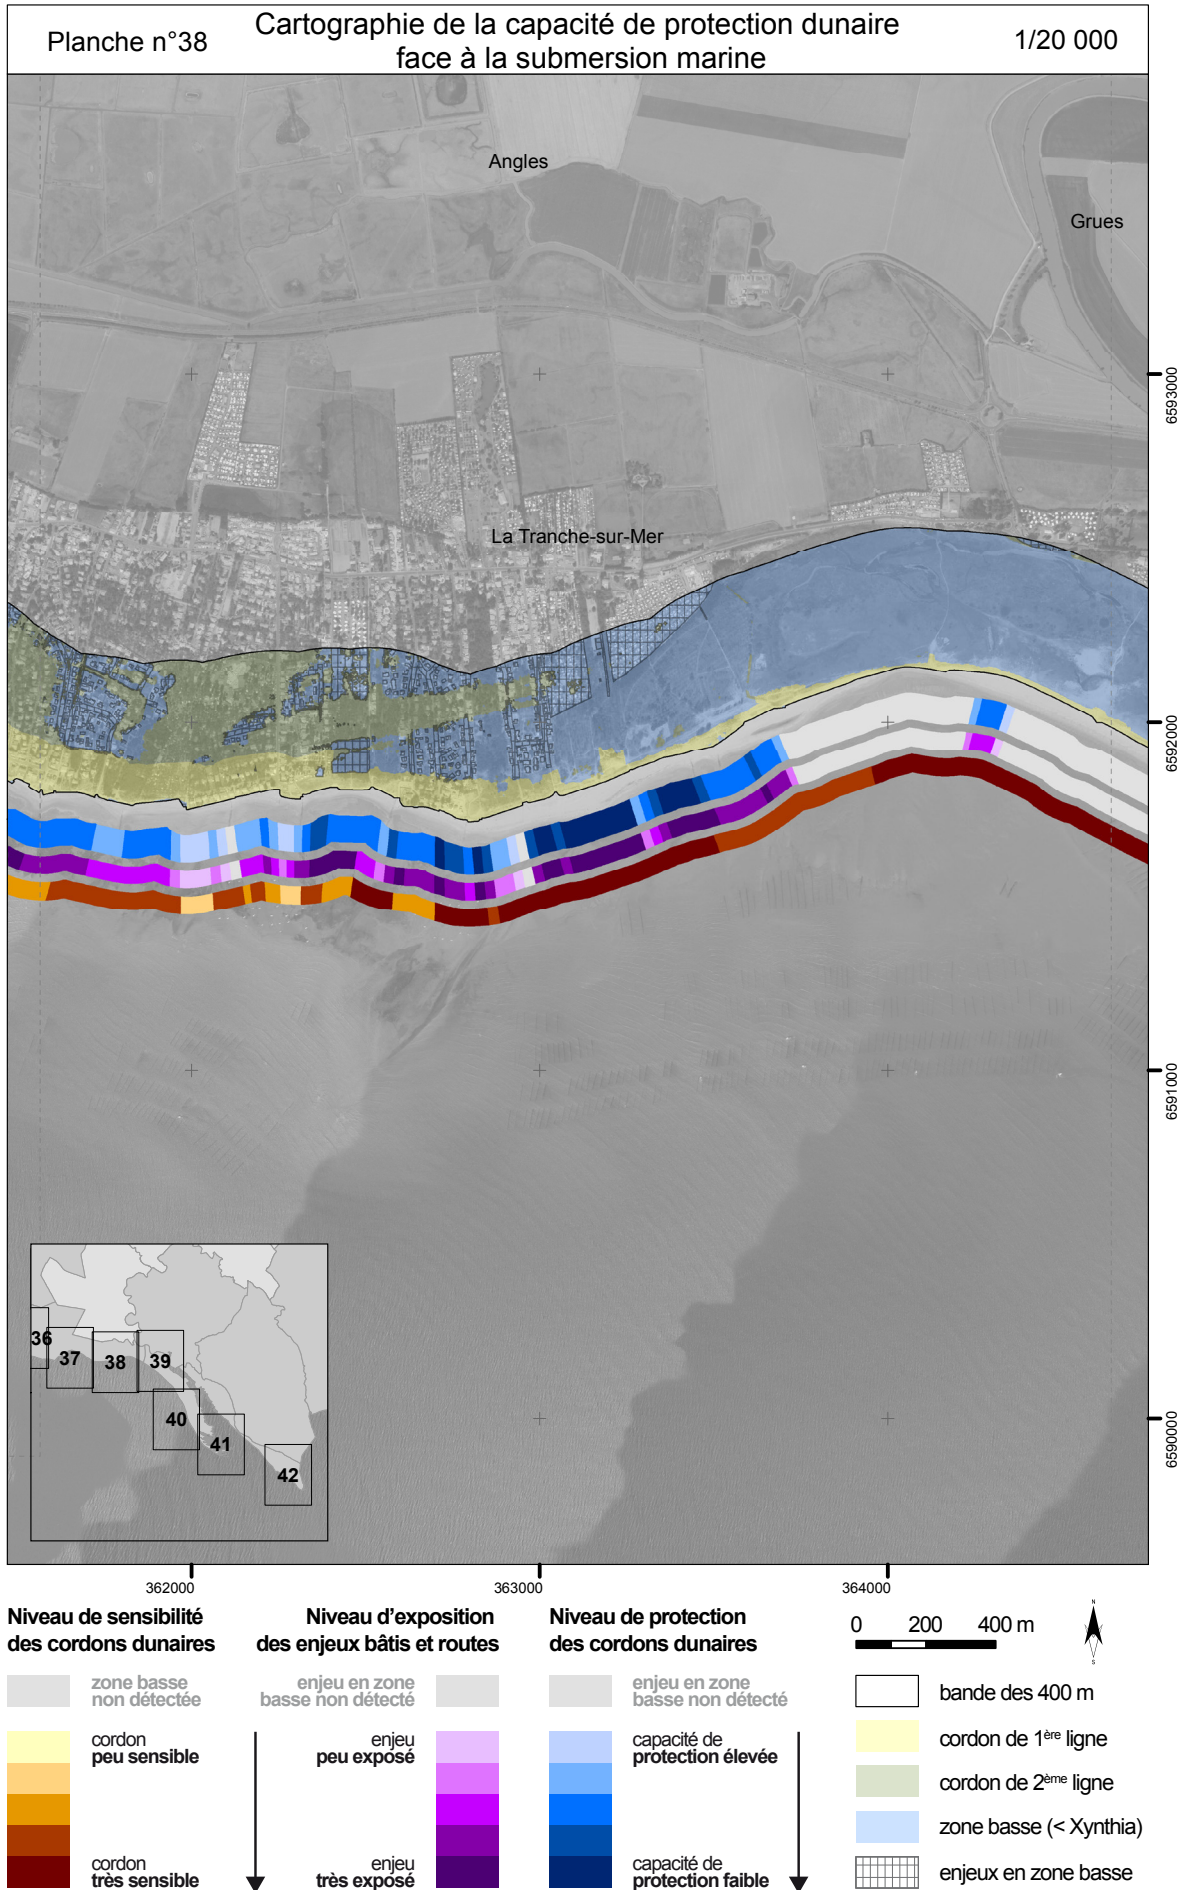 Planche n°38
Cartographie de la capacité de protection dunaire
face à la submersion marine
1/20 000
Angles
Grues
6593000
La Tranche-sur-Mer
6592000
6591000
36
37
38
39
40
41
42
6590000
362000
363000
364000
Niveau de sensibilité
des cordons dunaires
zone basse
non détectée
cordon
peu sensible
cordon
très sensible
Niveau d'exposition
des enjeux bâtis et routes
enjeu en zone
basse non détecté
enjeu
peu exposé
enjeu
très exposé
Niveau de protection
des cordons dunaires
enjeu en zone
basse non détecté
capacité de
protection élevée
capacité de
protection faible
0 200 400 m
N
S
bande des 400 m
cordon de 1ère ligne
cordon de 2ème ligne
zone basse (< Xynthia)
enjeux en zone basse